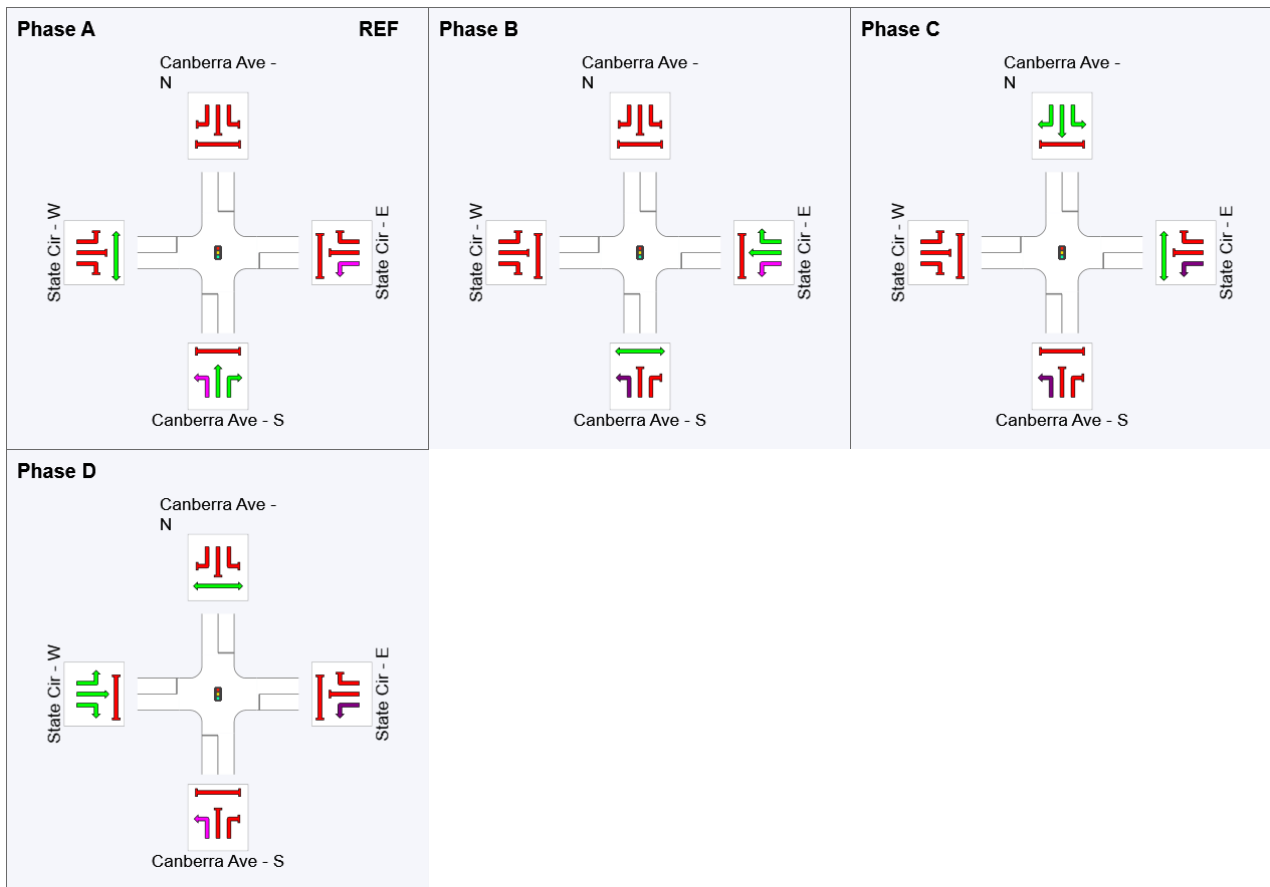 Phase A
REF
Canberra Ave -
N
State Cir - W
State Cir - E
Canberra Ave - S
Phase B
Canberra Ave -
N
State Cir - W
State Cir - E
Canberra Ave - S
Phase C
Canberra Ave -
N
State Cir - W
State Cir - E
Canberra Ave - S
Phase D
Canberra Ave -
N
State Cir - W
State Cir - E
Canberra Ave - S